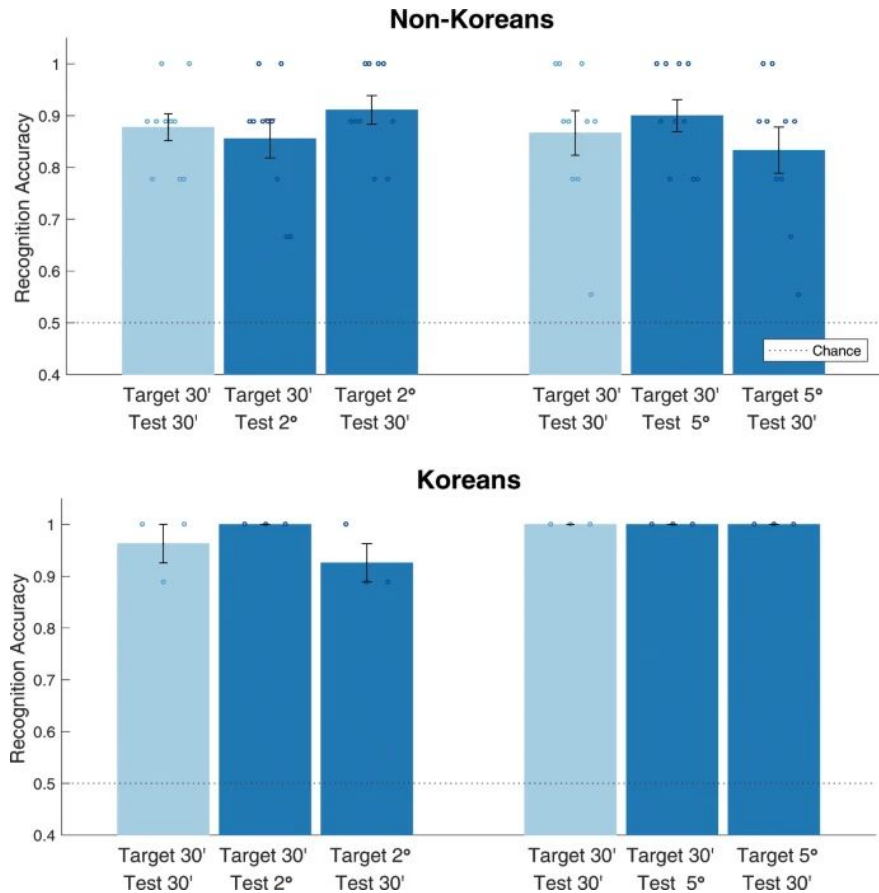 Non-Koreans
Recognition Accuracy
1
0.9
0.8
0.7
0.6
0.5
0.4
Chance
Target 30' Target 30' Target 2° Target 30' Target 30' Target 5°
Test 30' Test 2° Test 30' Test 30' Test 5° Test 30'
Koreans
Recognition Accuracy
1
0.9
0.8
0.7
0.6
0.5
0.4
Target 30' Target 30' Target 2° Target 30' Target 30' Target 5°
Test 30' Test 2° Test 30' Test 30' Test 5° Test 30'